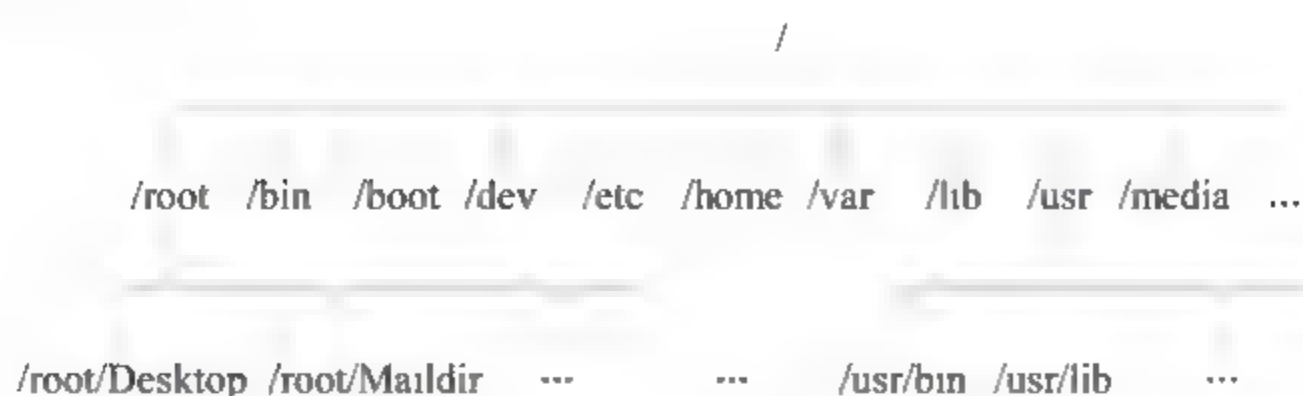 /
/root /bin /boot /dev /etc /home /var /lib /usr /media ...
/root/Desktop /root/Maildir ... ... /usr/bin /usr/lib ...